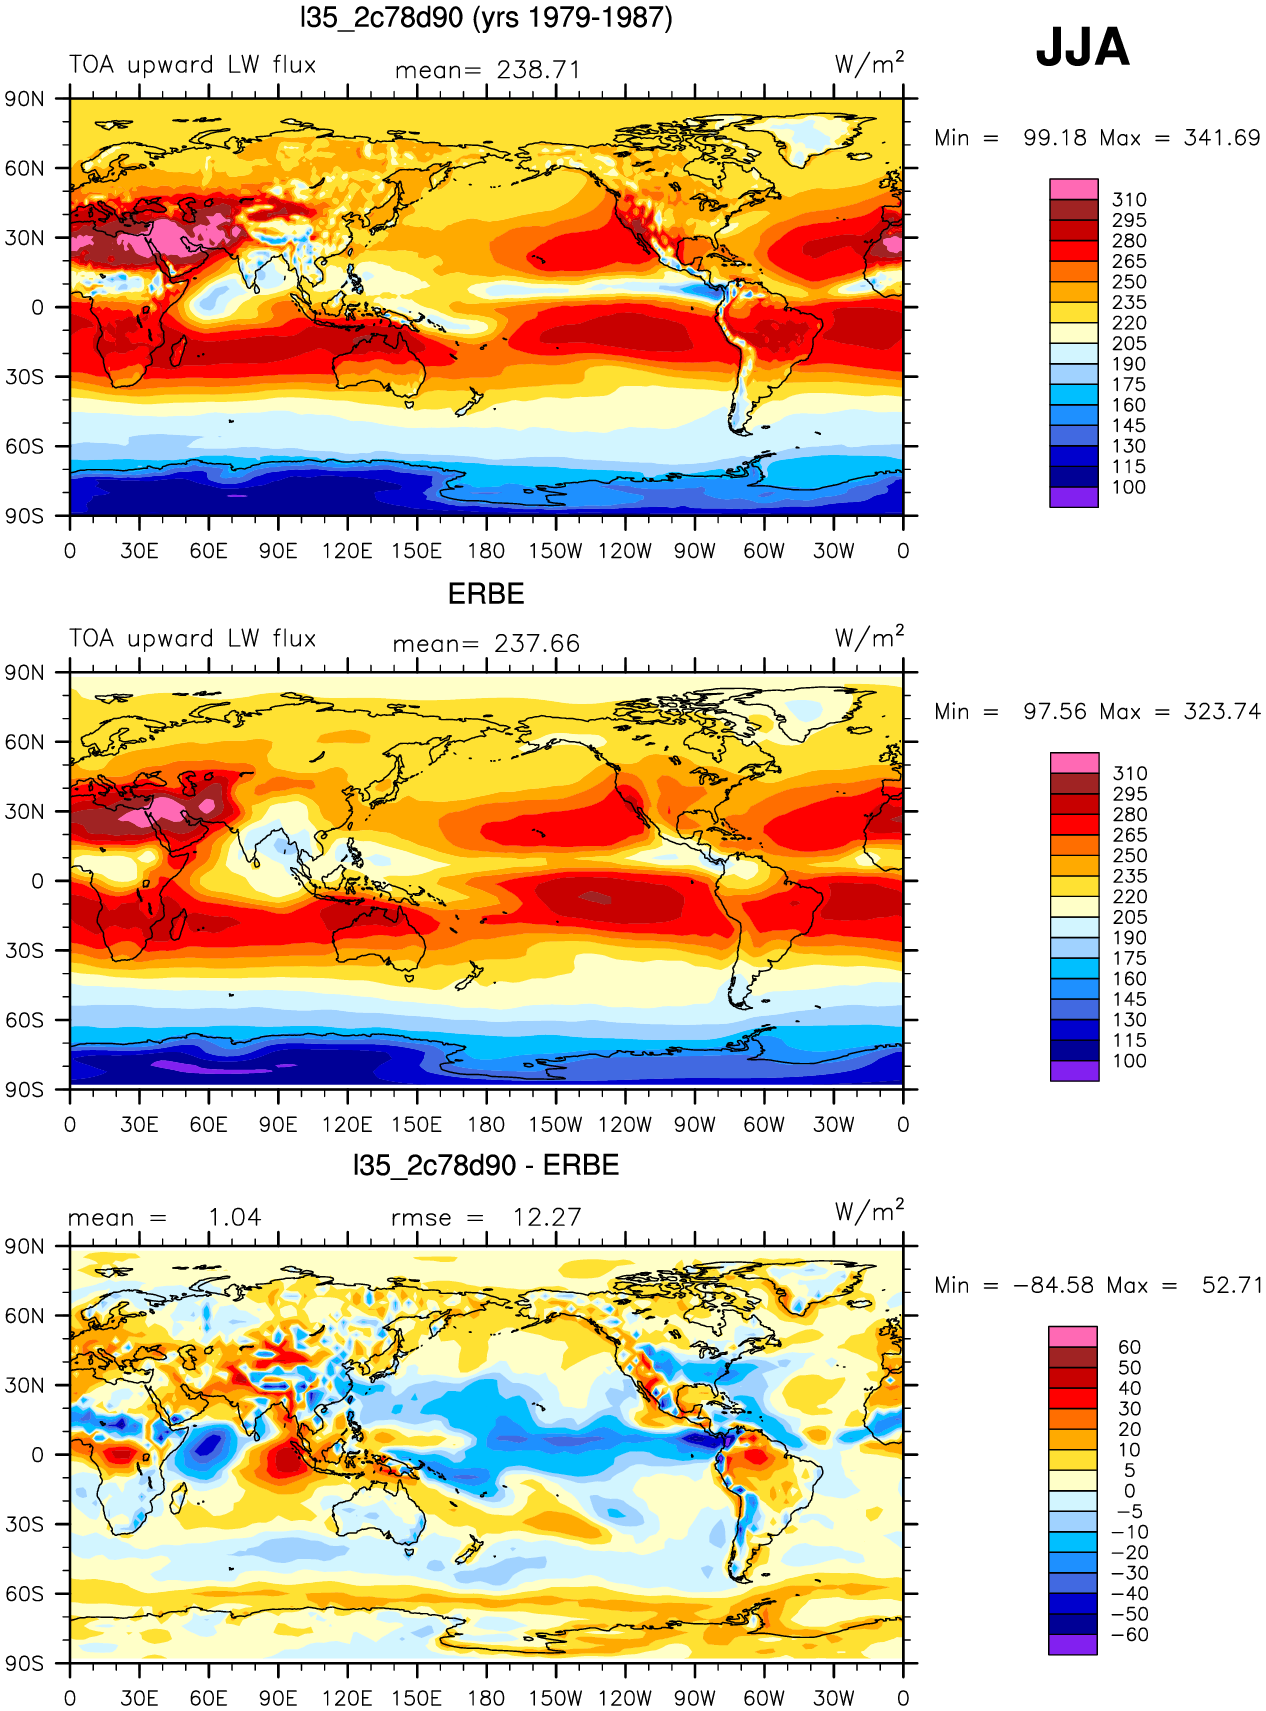 l35_2c78d90 (yrs 1979-1987)
JJA
TOA upward LW flux mean= 238.71 W/m²
Min = 99.18 Max = 341.69
90N
60N
30N
0
30S
60S
90S
0 30E 60E 90E 120E 150E 180 150W 120W 90W 60W 30W 0
310
295
280
265
250
235
220
205
190
175
160
145
130
115
100
ERBE
TOA upward LW flux mean= 237.66 W/m²
Min = 97.56 Max = 323.74
90N
60N
30N
0
30S
60S
90S
0 30E 60E 90E 120E 150E 180 150W 120W 90W 60W 30W 0
310
295
280
265
250
235
220
205
190
175
160
145
130
115
100
l35_2c78d90 - ERBE
mean = 1.04 rmse = 12.27 W/m²
Min = −84.58 Max = 52.71
90N
60N
30N
0
30S
60S
90S
0 30E 60E 90E 120E 150E 180 150W 120W 90W 60W 30W 0
60
50
40
30
20
10
5
0
−5
−10
−20
−30
−40
−50
−60